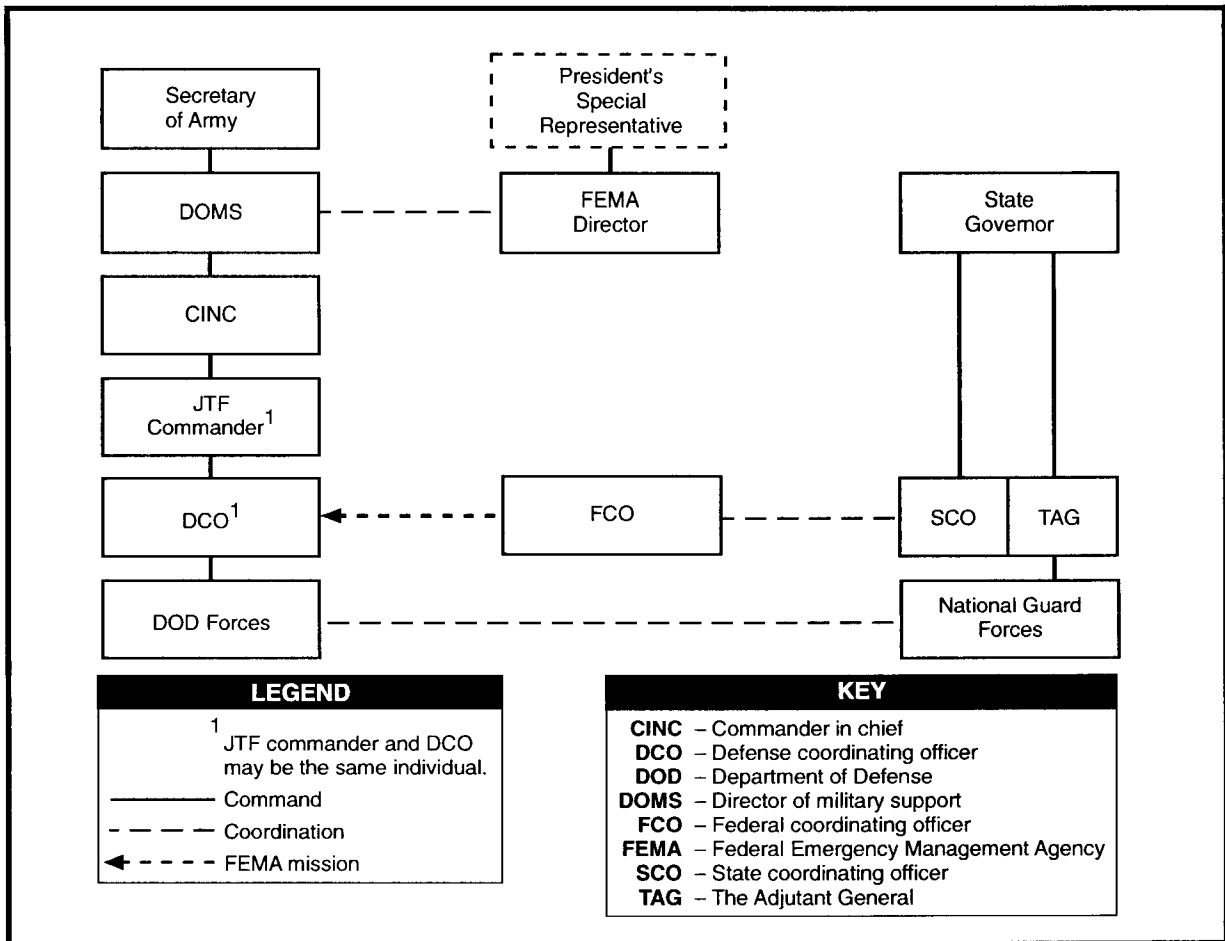 Secretary
of Army
President's
Special
Representative
DOMS
FEMA
Director
State
Governor
CINC
JTF
Commander1
DCO1
FCO
SCO
TAG
DOD Forces
National Guard
Forces
LEGEND
1
JTF commander and DCO
may be the same individual.
Command
Coordination
FEMA mission
KEY
CINC – Commander in chief
DCO – Defense coordinating officer
DOD – Department of Defense
DOMS – Director of military support
FCO – Federal coordinating officer
FEMA – Federal Emergency Management Agency
SCO – State coordinating officer
TAG – The Adjutant General